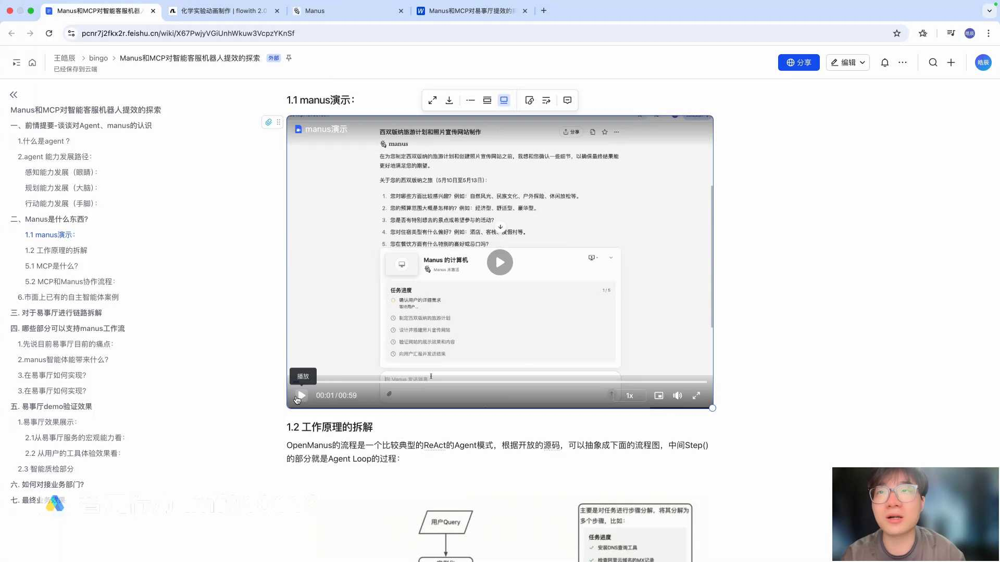 Manus和MCP对智能客服机器人
化学实验动画制作 | flowith 2.0
Manus
Manus和MCP对易事厅提效的
pcnr7j2fkx2r.feishu.cn/wiki/X67PwjyVGiUnhWkuw3VcpzYKnSf
皓辰
王皓辰 > bingo > Manus和MCP对智能客服机器人提效的探索 外部
已经保存到云端
分享
编辑
皓辰
Manus和MCP对智能客服机器人提效的探索
一、前情提要-谈谈对Agent、manus的认识
1.什么是agent？
2.agent 能力发展路径：
感知能力发展（眼睛）：
规划能力发展（大脑）：
行动能力发展（手脚）：
二、Manus是什么东西？
1.1 manus演示：
1.2 工作原理的拆解
5.1 MCP是什么？
5.2 MCP和Manus协作流程：
6.市面上已有的自主智能体案例
三. 对于易事厅进行链路拆解
四. 哪些部分可以支持manus工作流
1.先说目前易事厅目前的痛点：
2.manus智能体能带来什么？
3.在易事厅如何实现？
3.在易事厅如何实现？
五. 易事厅demo验证效果
1.易事厅效果展示：
2.1从易事厅服务的宏观能力看：
2.2 从用户的工具体验效果看：
2.3 智能质检部分
六. 如何对接业务部门？
七. 最终业务效果
1.1 manus演示：
manus演示
西双版纳旅游计划和照片宣传网站制作
分享
manus
在为您制定西双版纳的旅游计划和创建照片宣传网站之前，我想和您确认一些细节，以确保最终结果能
更好地满足您的期望。
关于您的西双版纳之旅（5月10日至5月13日）：
1. 您对哪些方面比较感兴趣？例如：自然风光、民族文化、户外探险、休闲放松等。
2. 您的预算范围大概是怎样的？例如：经济型、舒适型、豪华型。
3. 您是否有特别想去的景点或希望参与的活动？
4. 您对住宿类型有什么偏好？例如：酒店、客栈、度假村等。
5. 您在餐饮方面有什么特别的喜好或忌口吗？
Manus 的计算机
Manus 未激活
任务进度
1 / 5
确认用户的详细需求
等待用户...
制定西双版纳的旅游计划
设计并搭建照片宣传网站
验证网站的展示效果和内容
向用户汇报并发送结果
向 Manus 发送消息
播放
00:01/00:59
1x
1.2 工作原理的拆解
OpenManus的流程是一个比较典型的ReAct的Agent模式，根据开放的源码，可以抽象成下面的流程图，中间Step()
的部分就是Agent Loop的过程：
用户Query
主要是对任务进行步骤分解，将其分解为
多个步骤，比如：
任务进度
安装DNS查询工具
检查阿里云域名的MX记录